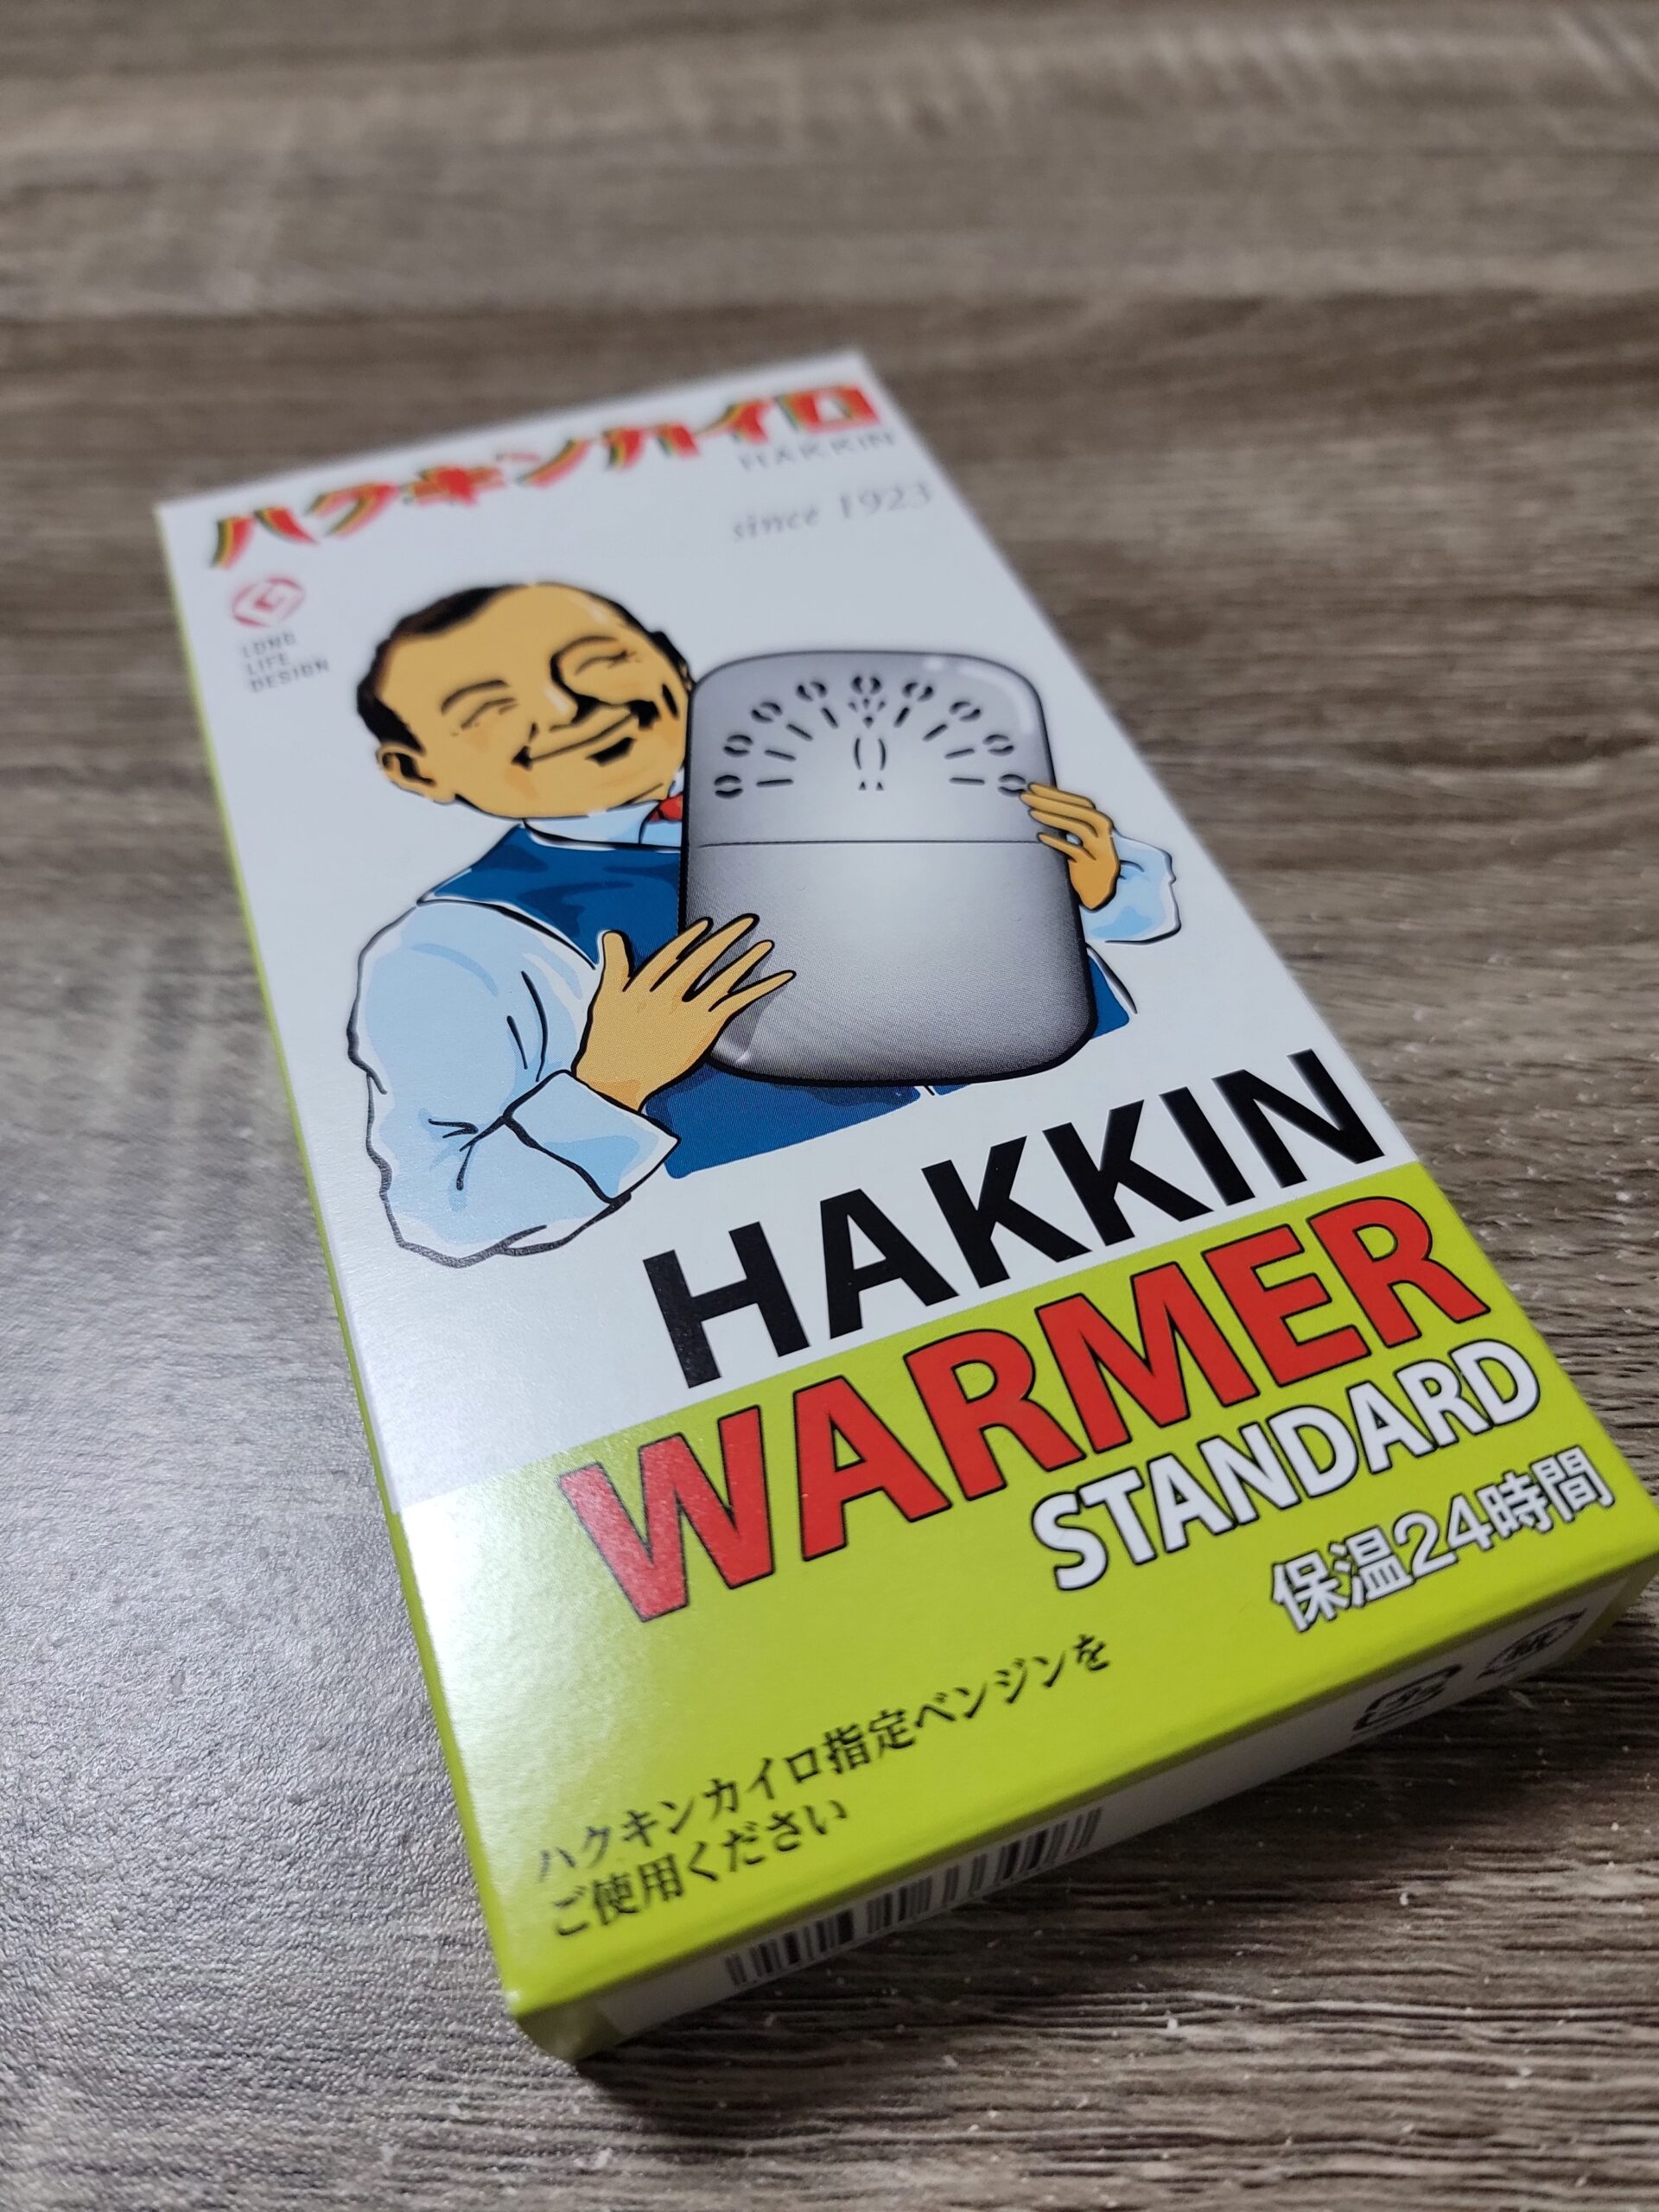 ハクキンカイロ
HAKKIN
since 1923
LONG
LIFE
DESIGN
HAKKIN
WARMER
STANDARD
保温24時間
ハクキンカイロ指定ベンジンを
ご使用ください